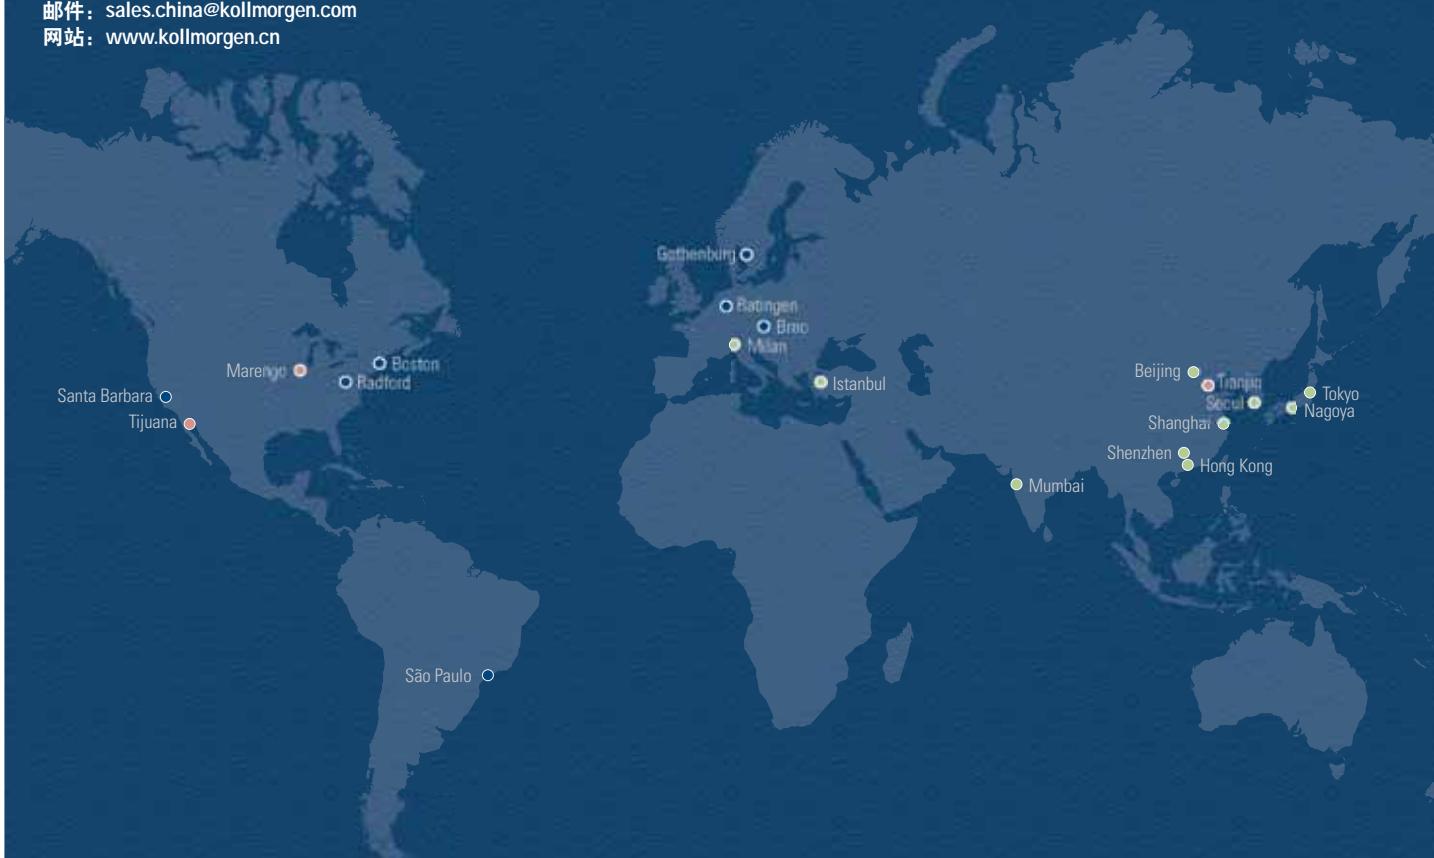 邮件：sales.china@kollmorgen.com
网站：www.kollmorgen.cn
Gothenburg
Ratingen
Brno
Milan
Boston
Marengo
Radford
Istanbul
Beijing
Tianjin
Santa Barbara
Tokyo
Seoul
Nagoya
Tijuana
Shanghai
Shenzhen
Hong Kong
Mumbai
São Paulo